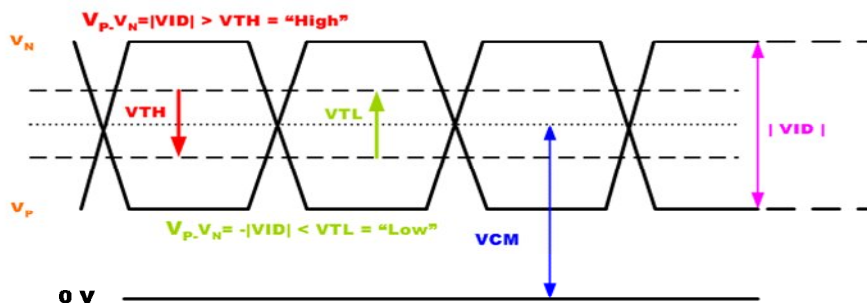 VP-VN=|VID| > VTH = “High”
VN
VTH
VTL
| VID |
VP
VP-VN= -|VID| < VTL = “Low”
VCM
0 V